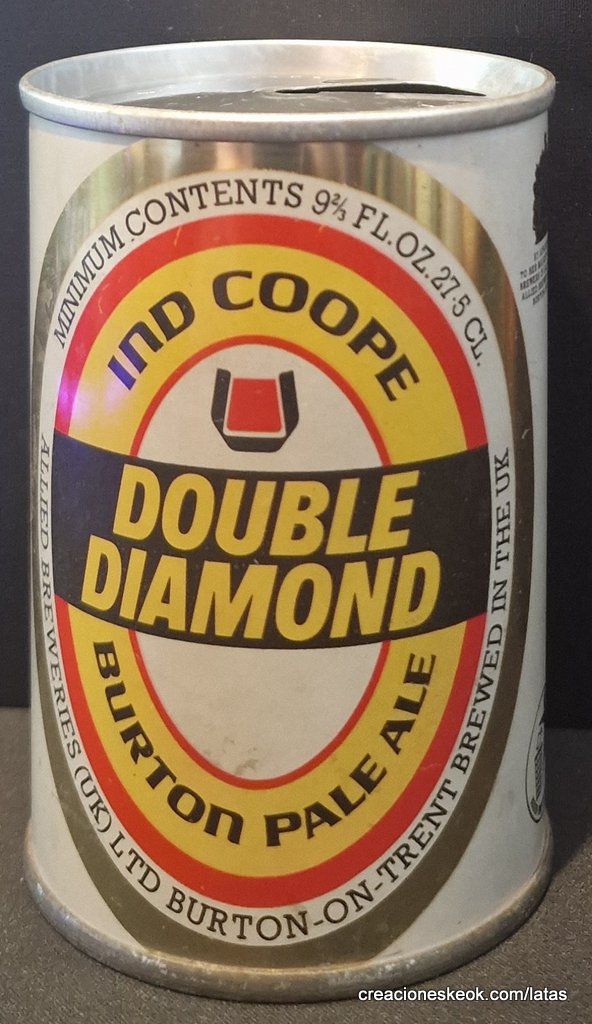 MINIMUM CONTENTS 9⅔ FL.OZ.27·5 CL.
IND COOPE
DOUBLE
DIAMOND
BURTON PALE ALE
ALLIED BREWERIES (UK) LTD BURTON-ON-TRENT BREWED IN THE UK
creacioneskeok.com/latas